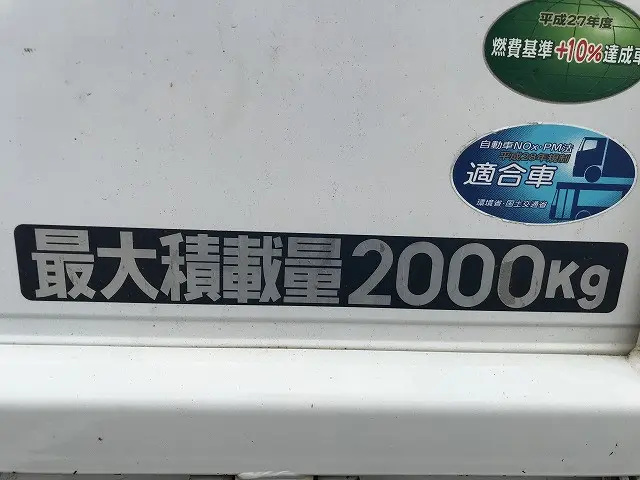 平成27年度
燃費基準+10%達成車
自動車NOx・PM法
適合車
環境省・国土交通省
最大積載量2000Kg